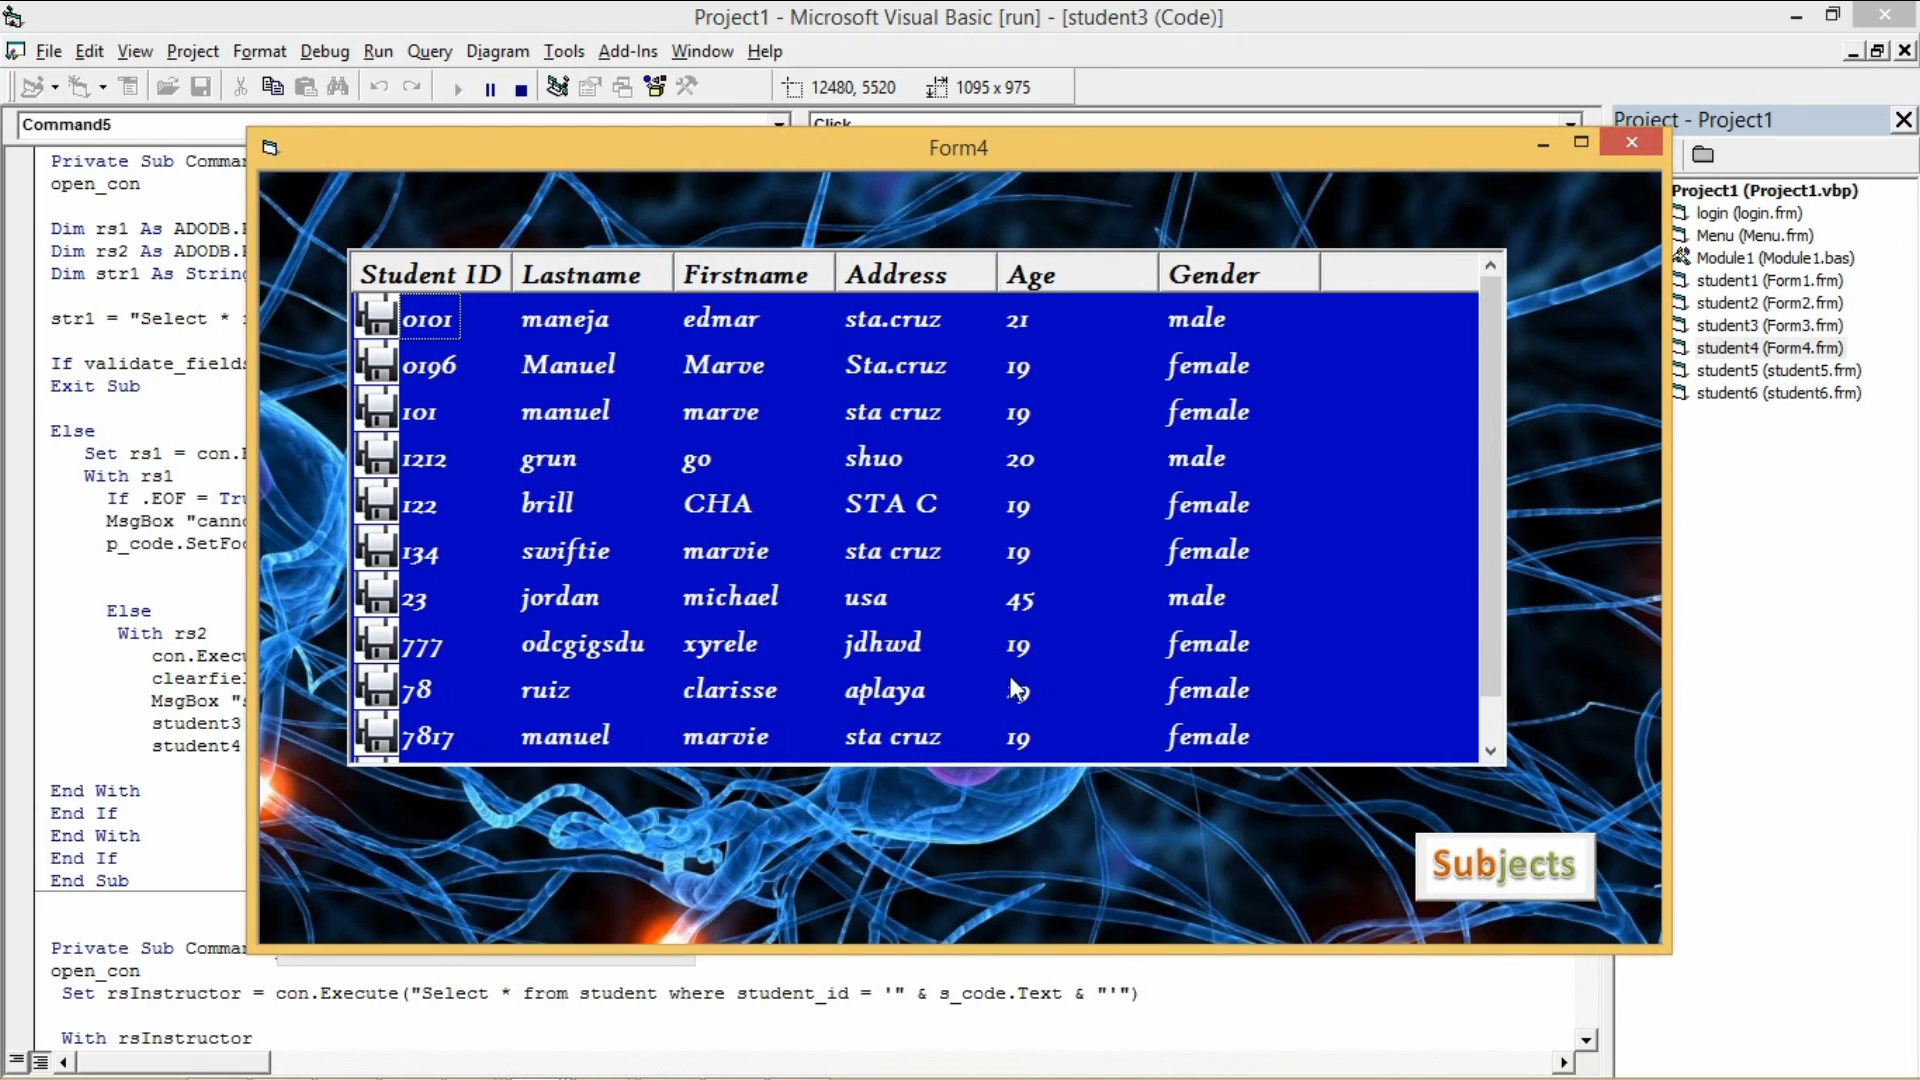 Project1 - Microsoft Visual Basic [run] - [student3 (Code)]
File Edit View Project Format Debug Run Query Diagram Tools Add-Ins Window Help
12480, 5520 1095 x 975
Command5 Click
Project - Project1
Form4
Private Sub
open_con
Dim rs1 As
Dim rs2 As
Dim str1 As String
str1 = "Select *
If
Exit Sub
Else
Set rs1 =
With rs1
If .EOF =
MsgBox
Else
With rs2
MsgBox
student3
student4
End With
End If
End With
End If
End Sub
Student ID Lastname Firstname Address Age Gender
0101 maneja edmar sta.cruz 21 male
0196 Manuel Marve Sta.cruz 19 female
101 manuel marve sta cruz 19 female
1212 grun go shuo 20 male
122 brill CHA STA C 19 female
134 swiftie marvie sta cruz 19 female
23 jordan michael usa 45 male
777 odcgigsdu xyrele jdhwd 19 female
78 ruiz clarisse aplaya female
7817 manuel marvie sta cruz 19 female
Subjects
Project1 (Project1.vbp)
login (login.frm)
Menu (Menu.frm)
Module1 (Module1.bas)
student1 (Form1.frm)
student2 (Form2.frm)
student3 (Form3.frm)
student4 (Form4.frm)
student5 (student5.frm)
student6 (student6.frm)
Private Sub
open_con
Set rsInstructor = con.Execute("Select * from student where student_id = '" & s_code.Text & "'")
With rsInstructor